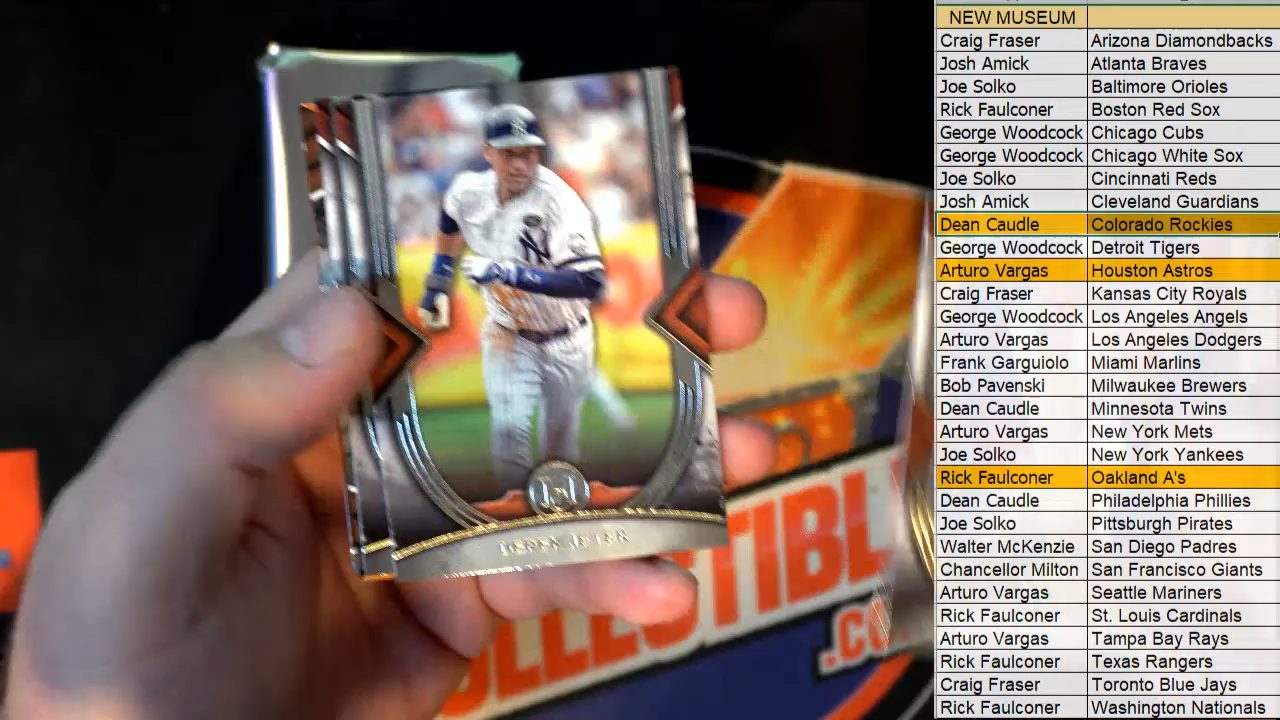 NEW MUSEUM
Craig Fraser Arizona Diamondbacks
Josh Amick Atlanta Braves
Joe Solko Baltimore Orioles
Rick Faulconer Boston Red Sox
George Woodcock Chicago Cubs
George Woodcock Chicago White Sox
Joe Solko Cincinnati Reds
Josh Amick Cleveland Guardians
Dean Caudle Colorado Rockies
George Woodcock Detroit Tigers
Arturo Vargas Houston Astros
Craig Fraser Kansas City Royals
George Woodcock Los Angeles Angels
Arturo Vargas Los Angeles Dodgers
Frank Garguiolo Miami Marlins
Bob Pavenski Milwaukee Brewers
Dean Caudle Minnesota Twins
Arturo Vargas New York Mets
Joe Solko New York Yankees
Rick Faulconer Oakland A's
Dean Caudle Philadelphia Phillies
Joe Solko Pittsburgh Pirates
Walter McKenzie San Diego Padres
Chancellor Milton San Francisco Giants
Arturo Vargas Seattle Mariners
Rick Faulconer St. Louis Cardinals
Arturo Vargas Tampa Bay Rays
Rick Faulconer Texas Rangers
Craig Fraser Toronto Blue Jays
Rick Faulconer Washington Nationals
NY
DEREK JETER
OLLECTIBL
.CO